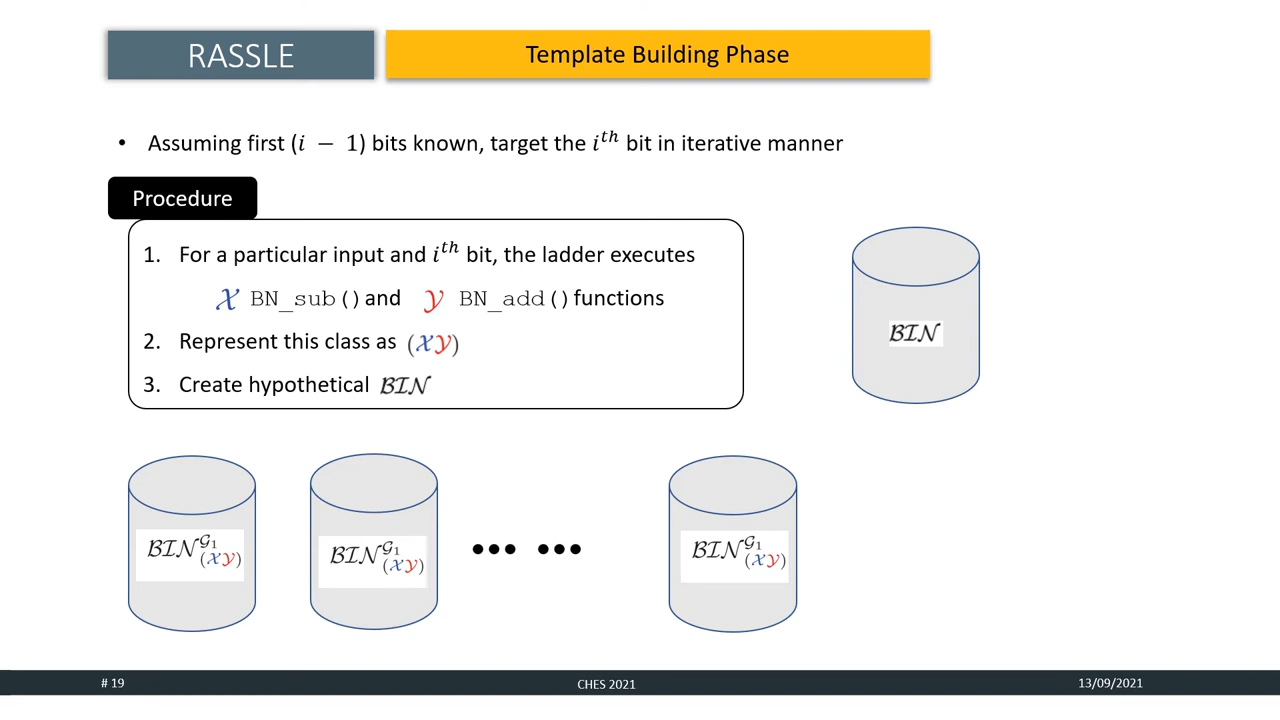 RASSLE
Template Building Phase
• Assuming first (𝑖 − 1) bits known, target the 𝑖ᵗʰ bit in iterative manner
Procedure
1. For a particular input and 𝑖ᵗʰ bit, the ladder executes
𝒳 BN_sub() and 𝒴 BN_add() functions
2. Represent this class as (𝒳𝒴)
3. Create hypothetical ℬℐ𝒩
ℬℐ𝒩
ℬℐ𝒩^𝒢₁_(𝒳𝒴)
ℬℐ𝒩^𝒢₁_(𝒳𝒴)
••• •••
ℬℐ𝒩^𝒢₁_(𝒳𝒴)
# 19
CHES 2021
13/09/2021